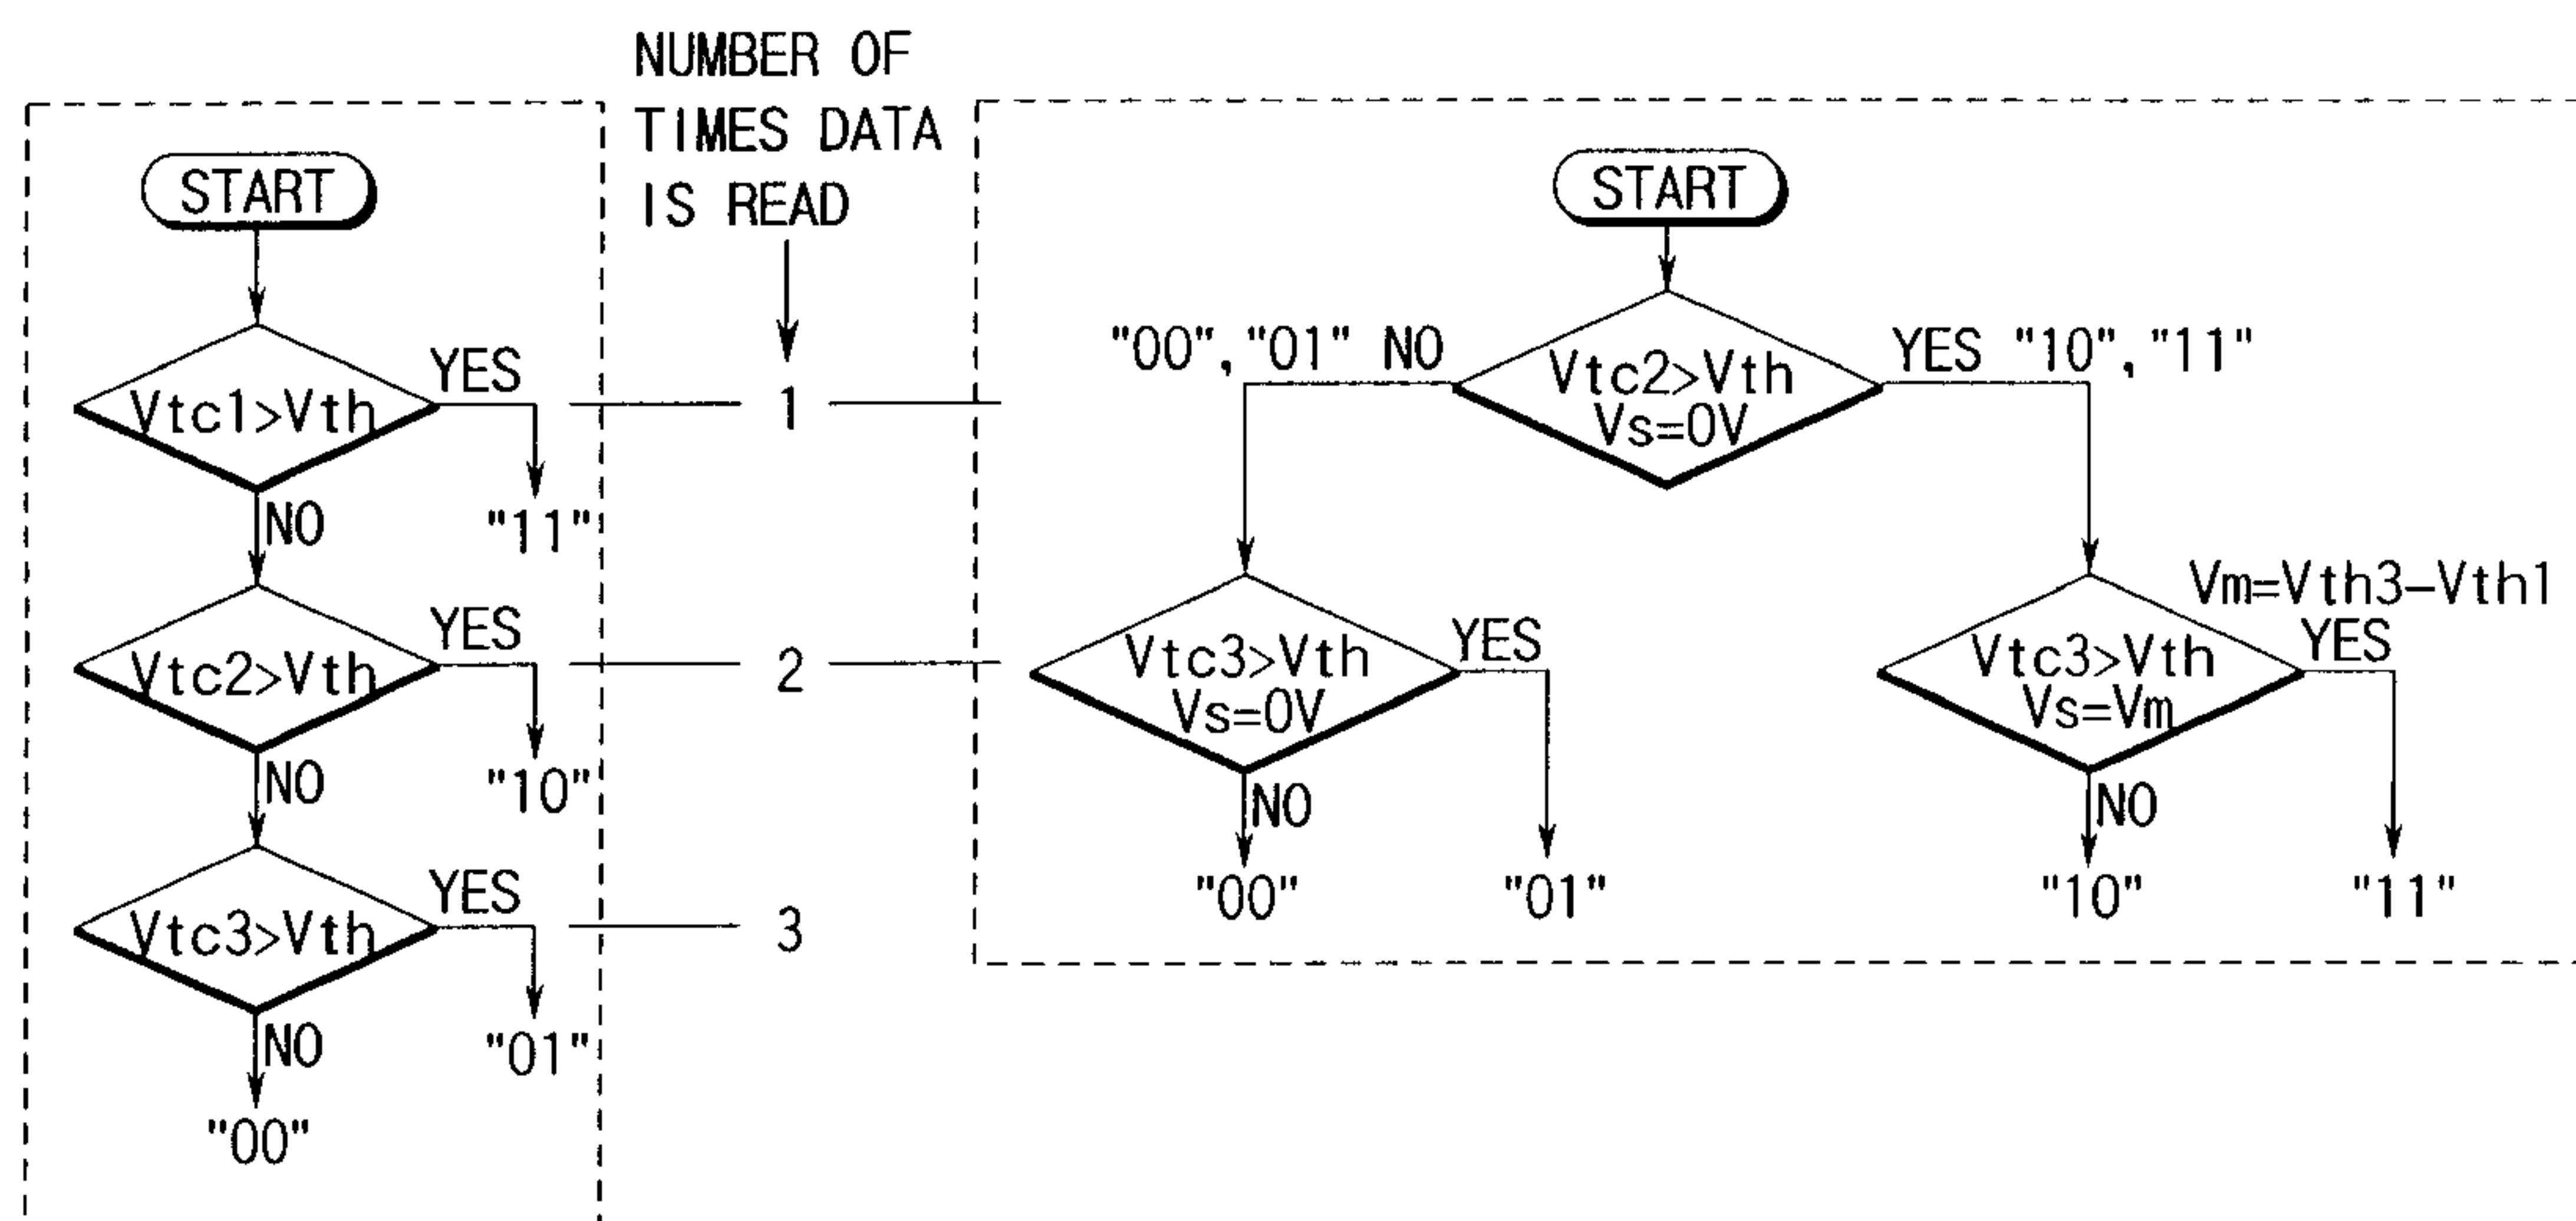 NUMBER OF
TIMES DATA
IS READ
START
Vtc1>Vth
YES
"11"
NO
Vtc2>Vth
YES
"10"
NO
Vtc3>Vth
YES
"01"
NO
"00"
1
2
3
START
"00","01" NO
Vtc2>Vth
Vs=0V
YES "10","11"
Vtc3>Vth
Vs=0V
YES
NO
"00"
"01"
Vm=Vth3-Vth1
Vtc3>Vth
Vs=Vm
YES
NO
"10"
"11"